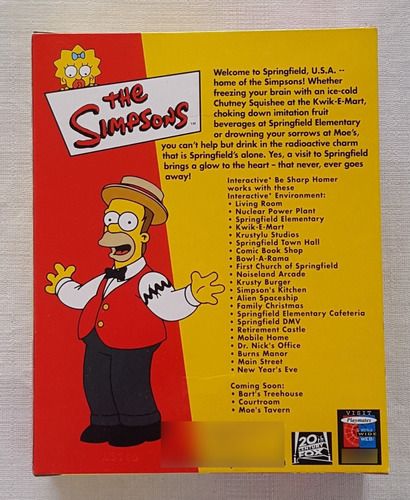 THE
SIMPSONS
TM
Welcome to Springfield, U.S.A. --
home of the Simpsons! Whether
freezing your brain with an ice-cold
Chutney Squishee at the Kwik-E-Mart,
choking down imitation fruit
beverages at Springfield Elementary
or drowning your sorrows at Moe's,
you can't help but drink in the radioactive charm
that is Springfield's alone. Yes, a visit to Springfield
brings a glow to the heart – that never, ever goes
away!
Interactive* Be Sharp Homer
works with these
Interactive* Environment:
• Living Room
• Nuclear Power Plant
• Springfield Elementary
• Kwik-E-Mart
• Krustylu Studios
• Springfield Town Hall
• Comic Book Shop
• Bowl-A-Rama
• First Church of Springfield
• Noiseland Arcade
• Krusty Burger
• Simpson's Kitchen
• Alien Spaceship
• Family Christmas
• Springfield Elementary Cafeteria
• Springfield DMV
• Retirement Castle
• Mobile Home
• Dr. Nick's Office
• Burns Manor
• Main Street
• New Year's Eve
Coming Soon:
• Bart's Treehouse
• Courtroom
• Moe's Tavern
20th
CENTURY
FOX
VISIT
Playmates
WORLD
WIDE
WEB